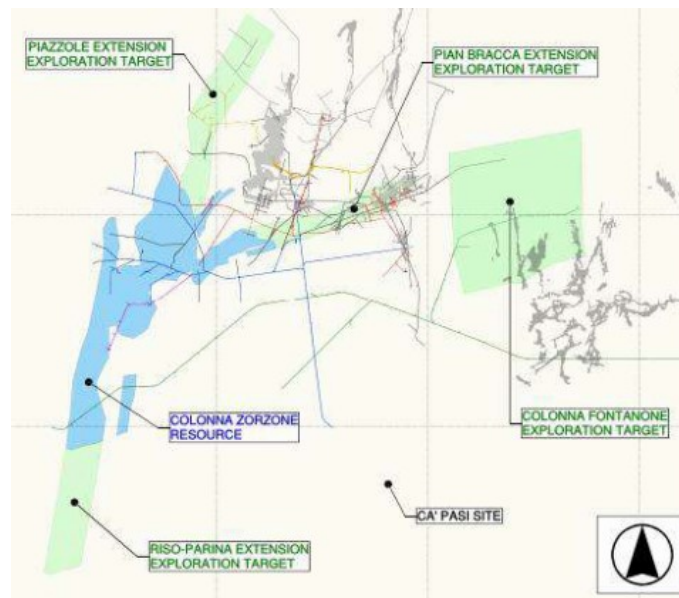 PIAZZOLE EXTENSION
EXPLORATION TARGET
PIAN BRACCA EXTENSION
EXPLORATION TARGET
COLONNA ZORZONE
RESOURCE
COLONNA FONTANONE
EXPLORATION TARGET
CA' PASI SITE
RISO-PARINA EXTENSION
EXPLORATION TARGET